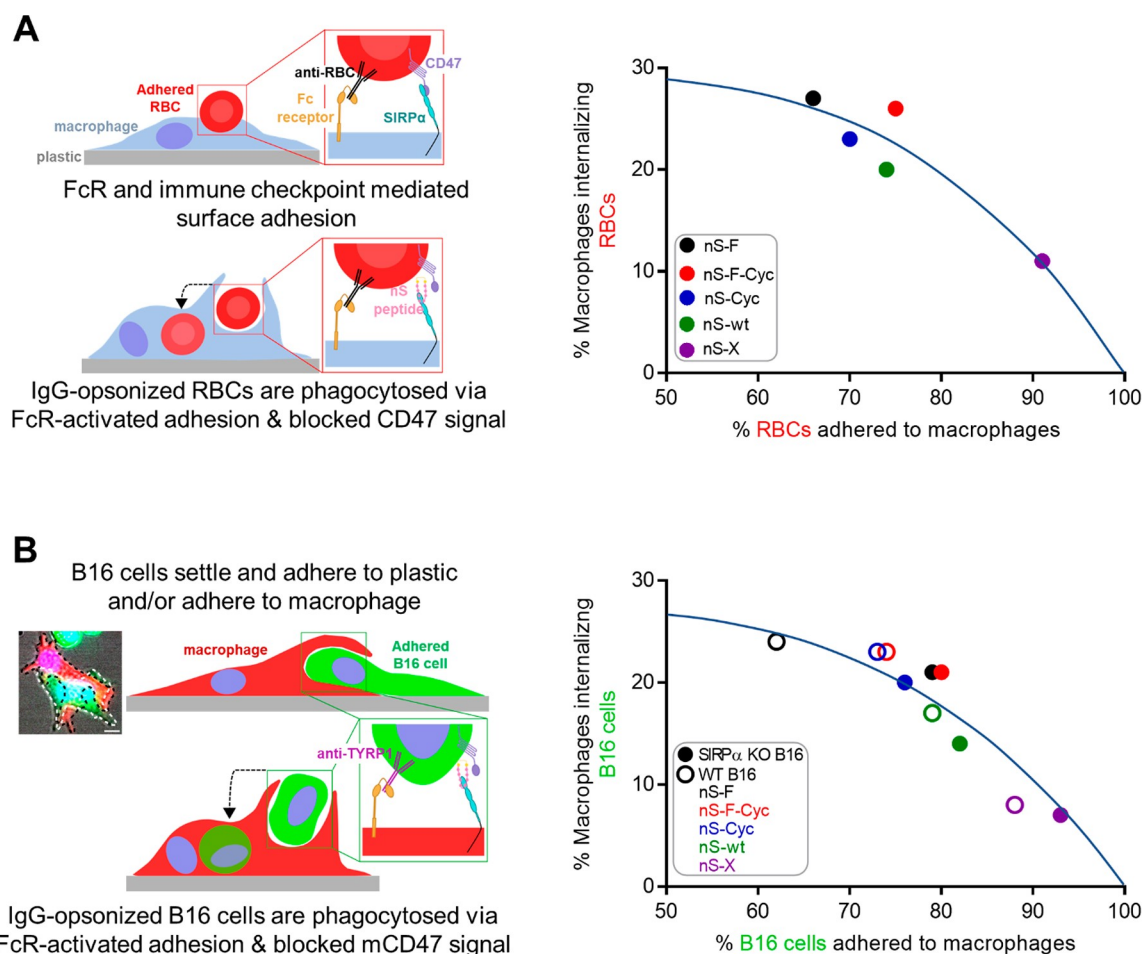 A
Adhered
RBC
macrophage
plastic
anti-RBC
CD47
Fc
receptor
SIRPα
FcR and immune checkpoint mediated
surface adhesion
nS
peptide
IgG-opsonized RBCs are phagocytosed via
FcR-activated adhesion & blocked CD47 signal
% Macrophages internalizing
RBCs
30
20
10
0
nS-F
nS-F-Cyc
nS-Cyc
nS-wt
nS-X
50 60 70 80 90 100
% RBCs adhered to macrophages
B
B16 cells settle and adhere to plastic
and/or adhere to macrophage
macrophage
Adhered
B16 cell
anti-TYRP1
IgG-opsonized B16 cells are phagocytosed via
FcR-activated adhesion & blocked mCD47 signal
% Macrophages internalizng
B16 cells
30
20
10
0
SIRPα KO B16
WT B16
nS-F
nS-F-Cyc
nS-Cyc
nS-wt
nS-X
50 60 70 80 90 100
% B16 cells adhered to macrophages